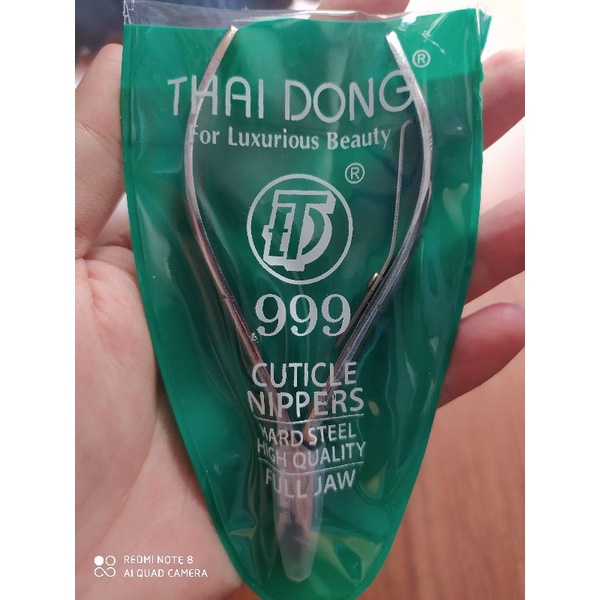 THAI DONG®
For Luxurious Beauty
®
TD
999
CUTICLE
NIPPERS
HARD STEEL
HIGH QUALITY
FULL JAW
REDMI NOTE 8
AI QUAD CAMERA